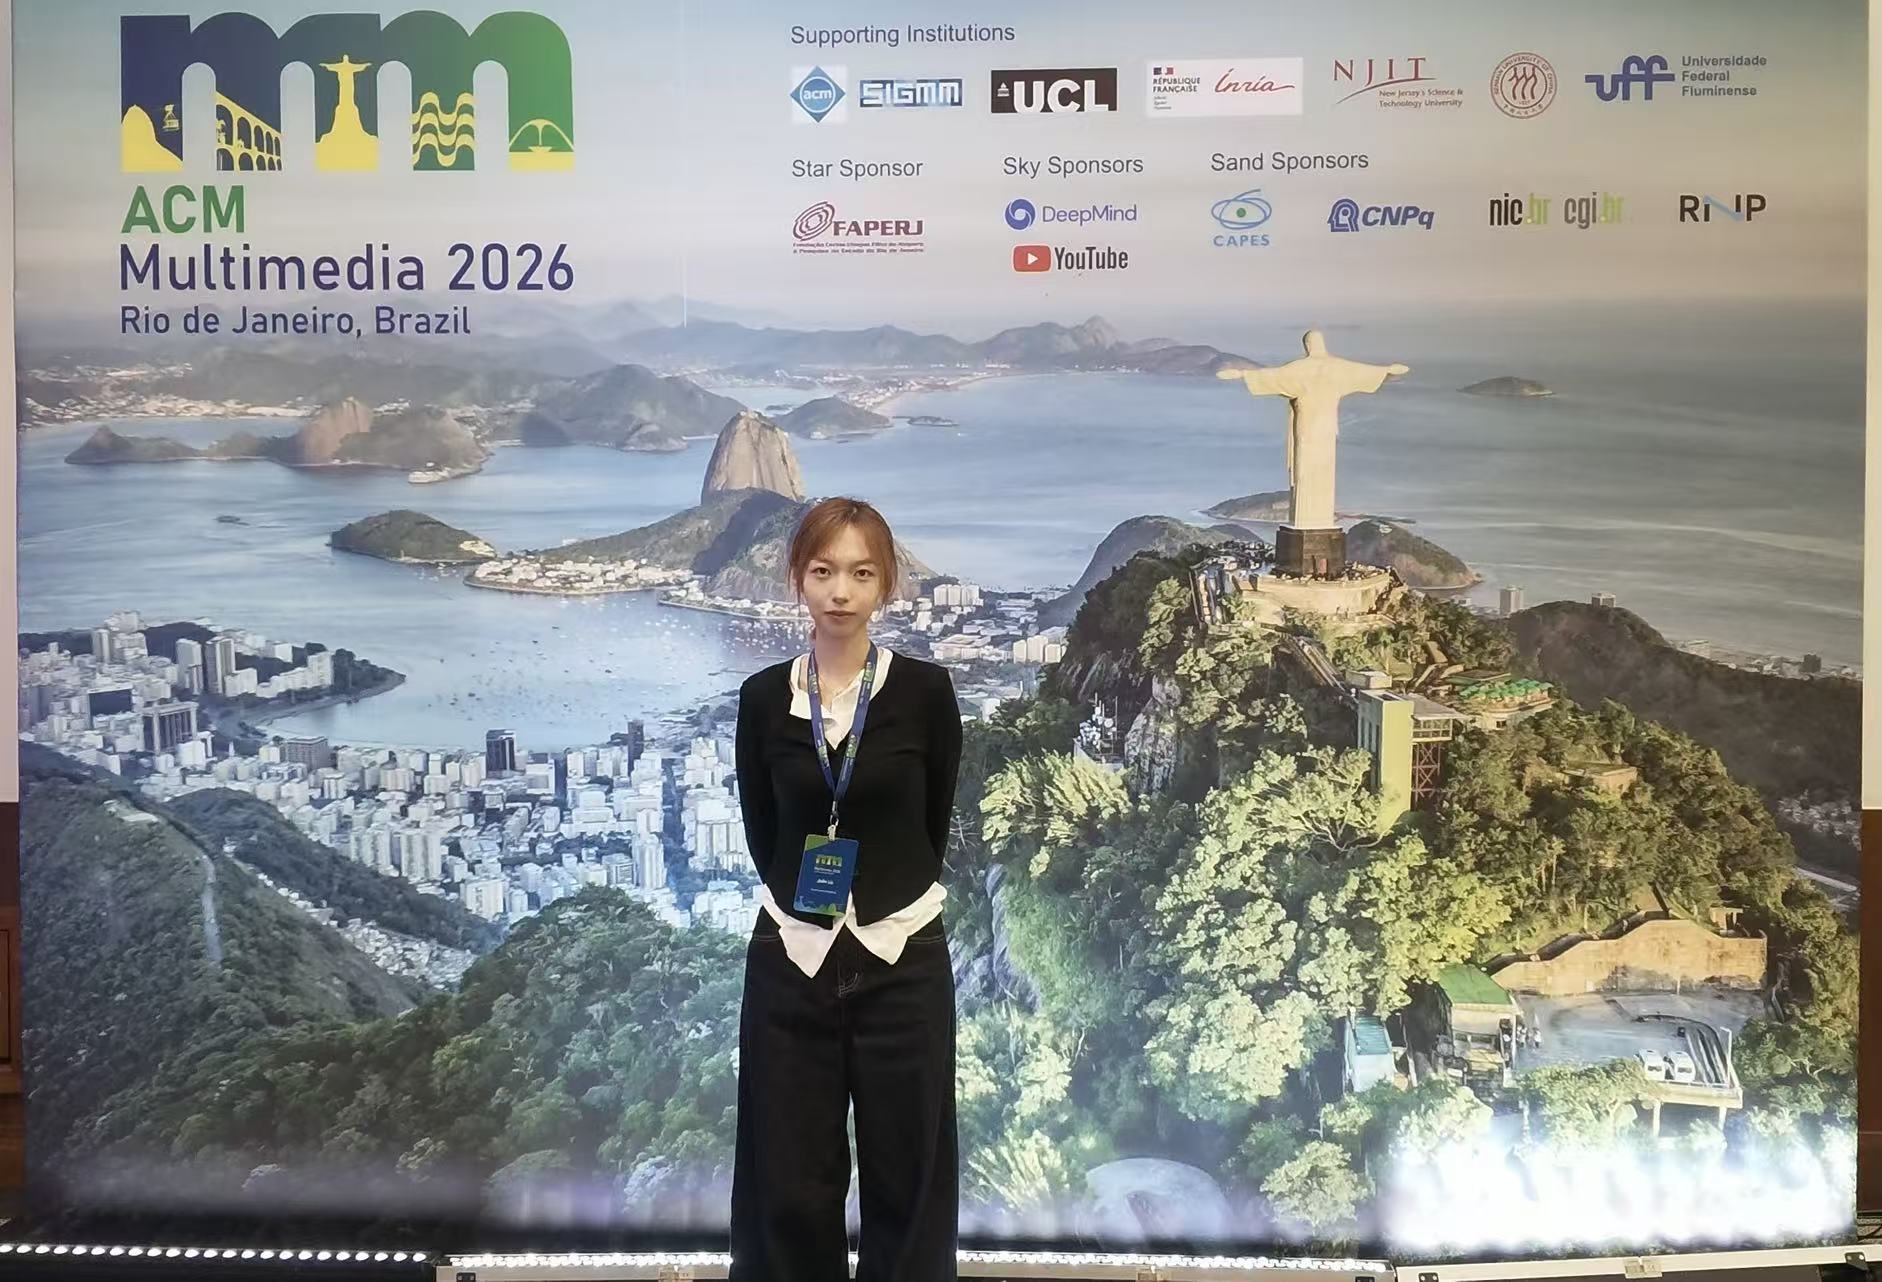 ACM
Multimedia 2026
Rio de Janeiro, Brazil
Supporting Institutions
acm
SIGMM
UCL
RÉPUBLIQUE
FRANÇAISE
Inria
NJIT
New Jersey's Science &
Technology University
uff
Universidade
Federal
Fluminense
Star Sponsor
FAPERJ
Sky Sponsors
DeepMind
YouTube
Sand Sponsors
CAPES
CNPq
nic.br cgi.br
RNP